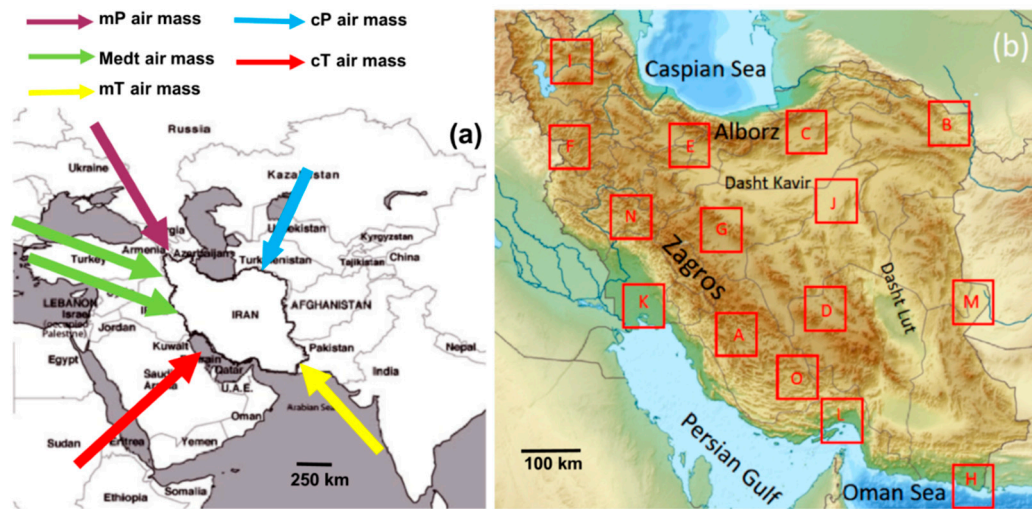 mP air mass
cP air mass
Medt air mass
cT air mass
mT air mass
(a)
Russia
Ukraine
Kazakhstan
Armenia
Azerbaijan
Uzbekistan
Kyrgyzstan
Turkey
Turkmenistan
Tajikistan
China
LEBANON
Israel
(occupied
Palestine)
IRAN
AFGHANISTAN
Jordan
Kuwait
Pakistan
Nepal
Egypt
Qatar
India
U.A.E.
Arabian Sea
Oman
Sudan
Eritrea
Yemen
Ethiopia
Somalia
250 km
(b)
I
Caspian Sea
B
F
E
Alborz
C
Dasht Kavir
J
N
G
Zagros
Dasht Lut
K
A
D
M
O
L
Persian Gulf
100 km
Oman Sea
H